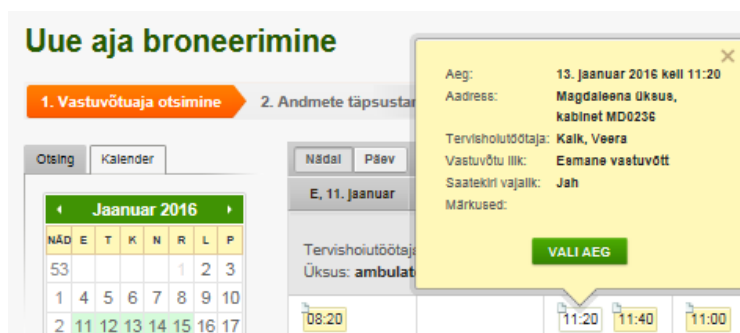 Uue aja broneerimine
1. Vastuvõtuaja otsimine
2. Andmete täpsustam
Otsing
Kalender
Jaanuar 2016
NÄD E T K N R L P
53 1 2 3
1 4 5 6 7 8 9 10
2 11 12 13 14 15 16 17
Nädal
Päev
E, 11. jaanuar
Tervishoiutöötaja
Üksus: ambulat
08:20
11:20
11:40
11:00
Aeg: 13. jaanuar 2016 kell 11:20
Aadress: Magdaleena üksus,
kabinet MD0236
Tervishoiutöötaja: Kalk, Veera
Vastuvõtu liik: Esmane vastuvõtt
Saatekiri vajalik: Jah
Märkused:
VALI AEG